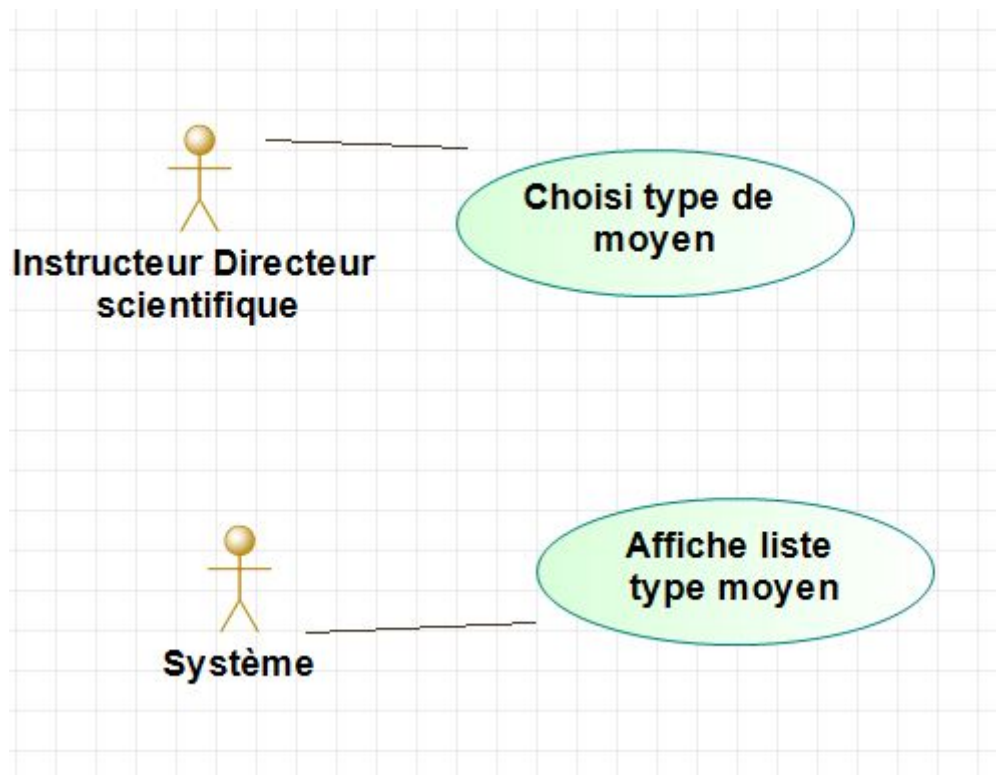 Choisi type de
moyen
Instructeur Directeur
scientifique
Affiche liste
type moyen
Système